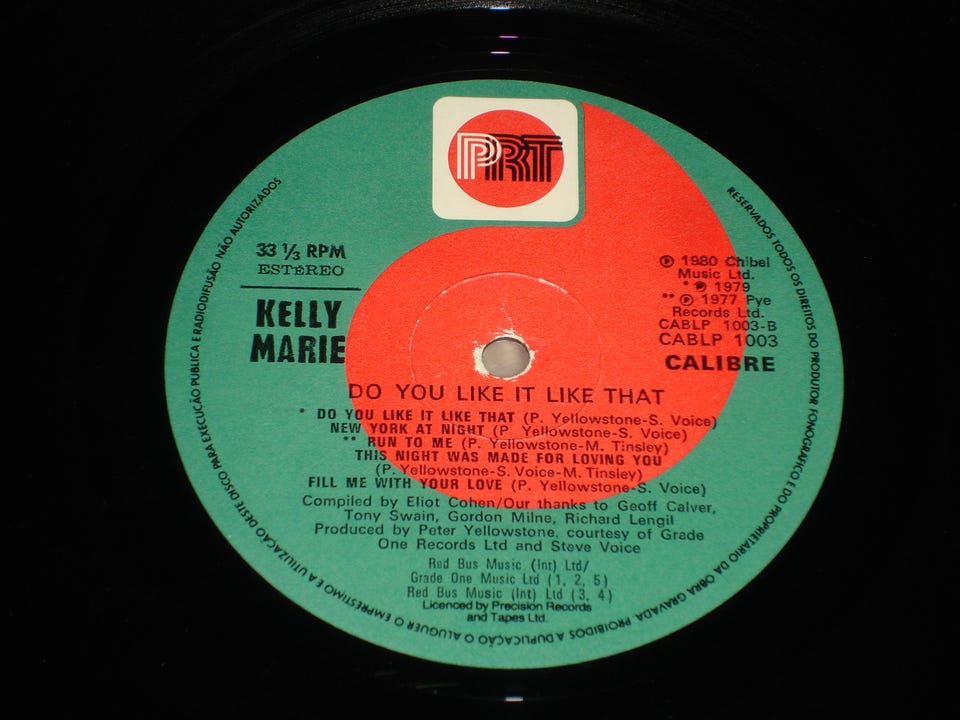 PRT
33 1/3 RPM
ESTÉREO
KELLY
MARIE
℗ 1980 Chibel
Music Ltd.
* ℗ 1979
** ℗ 1977 Pye
Records Ltd.
CABLP 1003-B
CABLP 1003
CALIBRE
DO YOU LIKE IT LIKE THAT
* DO YOU LIKE IT LIKE THAT (P. Yellowstone-S. Voice)
NEW YORK AT NIGHT (P. Yellowstone-S. Voice)
** RUN TO ME (P. Yellowstone-M. Tinsley)
THIS NIGHT WAS MADE FOR LOVING YOU
(P. Yellowstone-S. Voice-M. Tinsley)
FILL ME WITH YOUR LOVE (P. Yellowstone-S. Voice)
Compiled by Eliot Cohen/Our thanks to Geoff Calver,
Tony Swain, Gordon Milne, Richard Lengil
Produced by Peter Yellowstone, courtesy of Grade
One Records Ltd and Steve Voice
Red Bus Music (Int) Ltd/
Grade One Music Ltd (1, 2, 5)
Red Bus Music (Int) Ltd (3, 4)
Licenced by Precision Records
and Tapes Ltd.
RESERVADOS TODOS OS DIREITOS DO PRODUTOR FONOGRÁFICO E DO PROPRIETARIO DA OBRA GRAVADA PROIBIDOS A DUPLICAÇÃO O ALUGUER O EMPRÉSTIMO E A UTILIZAÇÃO DESTE DISCO PARA EXECUÇÃO PUBLICA E RADIODIFUSÃO NÃO AUTORIZADOS